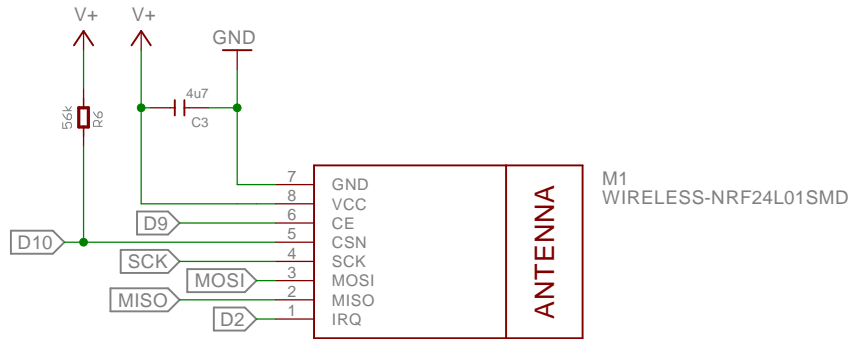 V+
V+
GND
4u7
C3
56k
R6
7
GND
M1
8
VCC
WIRELESS-NRF24L01SMD
D9
6
CE
D10
5
CSN
SCK
4
SCK
MOSI
3
MOSI
MISO
2
MISO
D2
1
IRQ
ANTENNA